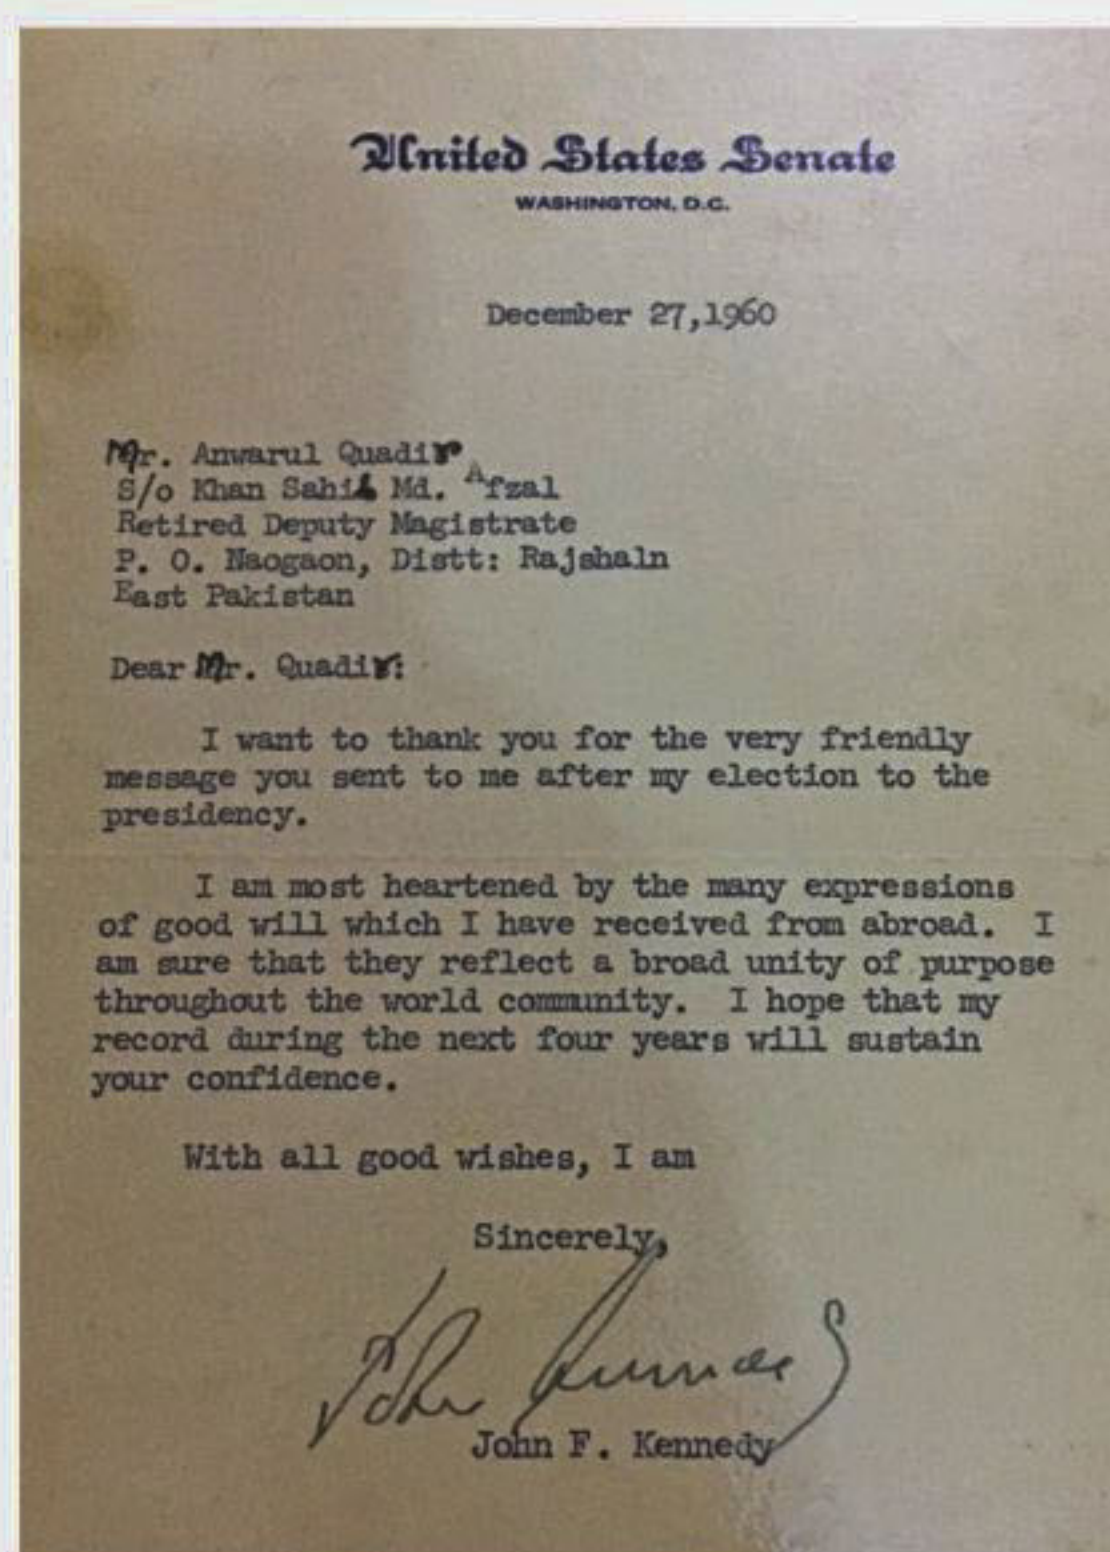 United States Senate
WASHINGTON, D.C.
December 27,1960
Mr. Anwarul Quadir
S/o Khan Sahib Md. Afzal
Retired Deputy Magistrate
P. O. Naogaon, Distt: Rajshaln
East Pakistan
Dear Mr. Quadir:
I want to thank you for the very friendly
message you sent to me after my election to the
presidency.
I am most heartened by the many expressions
of good will which I have received from abroad. I
am sure that they reflect a broad unity of purpose
throughout the world community. I hope that my
record during the next four years will sustain
your confidence.
With all good wishes, I am
Sincerely,
John Kennedy
John F. Kennedy